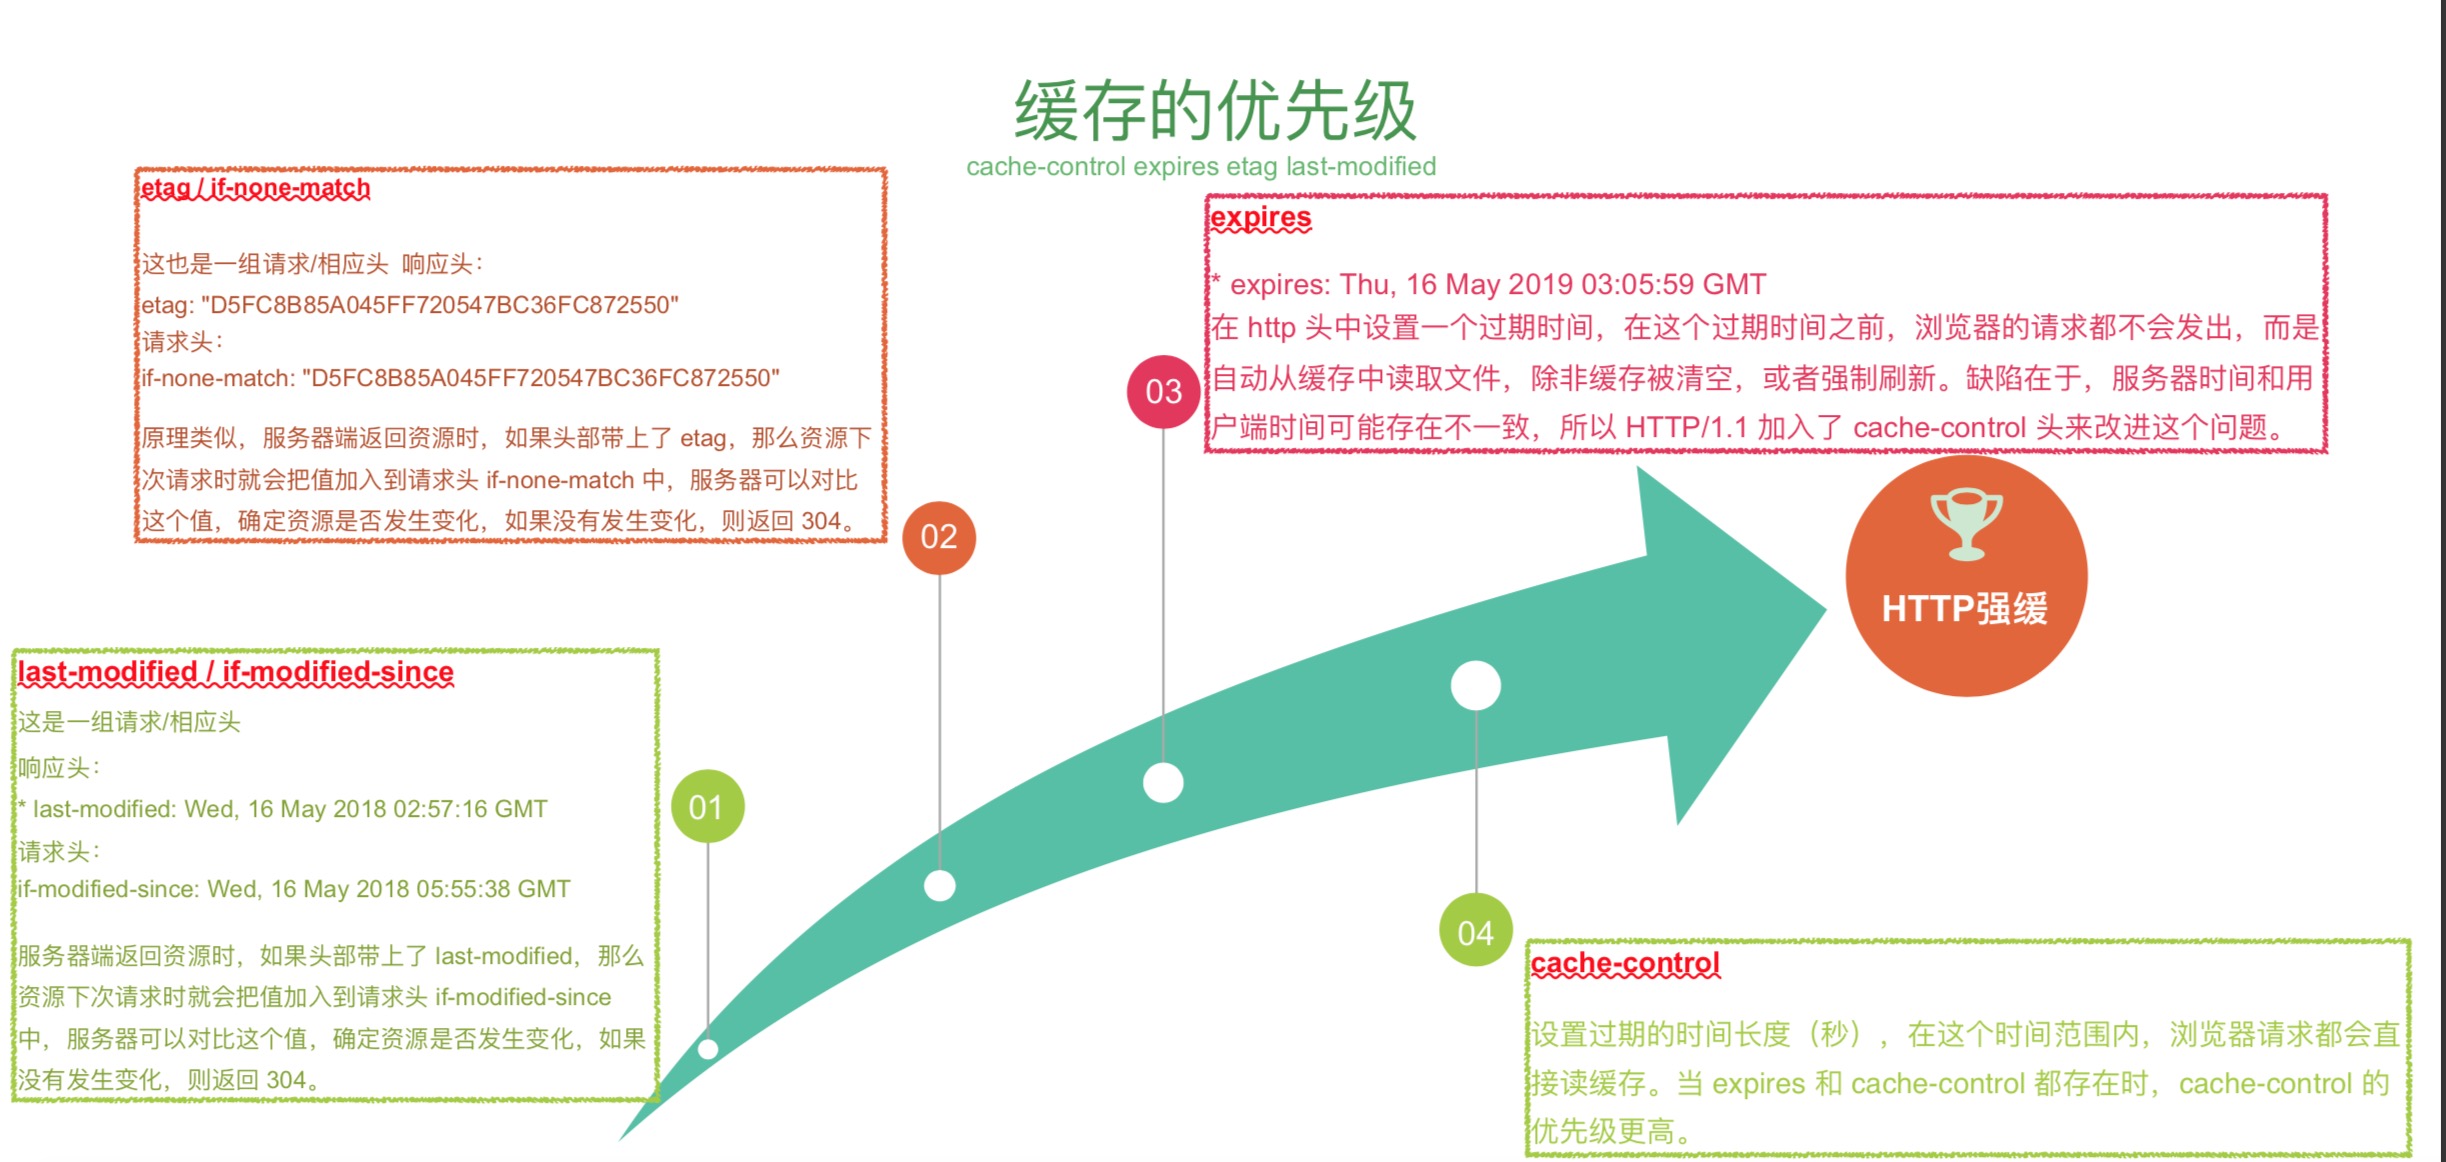 缓存的优先级
cache-control expires etag last-modified
etag / if-none-match
这也是一组请求/相应头 响应头：
etag: "D5FC8B85A045FF720547BC36FC872550"
请求头：
if-none-match: "D5FC8B85A045FF720547BC36FC872550"
原理类似，服务器端返回资源时，如果头部带上了 etag，那么资源下
次请求时就会把值加入到请求头 if-none-match 中，服务器可以对比
这个值，确定资源是否发生变化，如果没有发生变化，则返回 304。
02
expires
* expires: Thu, 16 May 2019 03:05:59 GMT
在 http 头中设置一个过期时间，在这个过期时间之前，浏览器的请求都不会发出，而是
自动从缓存中读取文件，除非缓存被清空，或者强制刷新。缺陷在于，服务器时间和用
户端时间可能存在不一致，所以 HTTP/1.1 加入了 cache-control 头来改进这个问题。
03
HTTP强缓
last-modified / if-modified-since
这是一组请求/相应头
响应头：
* last-modified: Wed, 16 May 2018 02:57:16 GMT
请求头：
if-modified-since: Wed, 16 May 2018 05:55:38 GMT
服务器端返回资源时，如果头部带上了 last-modified，那么
资源下次请求时就会把值加入到请求头 if-modified-since
中，服务器可以对比这个值，确定资源是否发生变化，如果
没有发生变化，则返回 304。
01
04
cache-control
设置过期的时间长度（秒），在这个时间范围内，浏览器请求都会直
接读缓存。当 expires 和 cache-control 都存在时，cache-control 的
优先级更高。